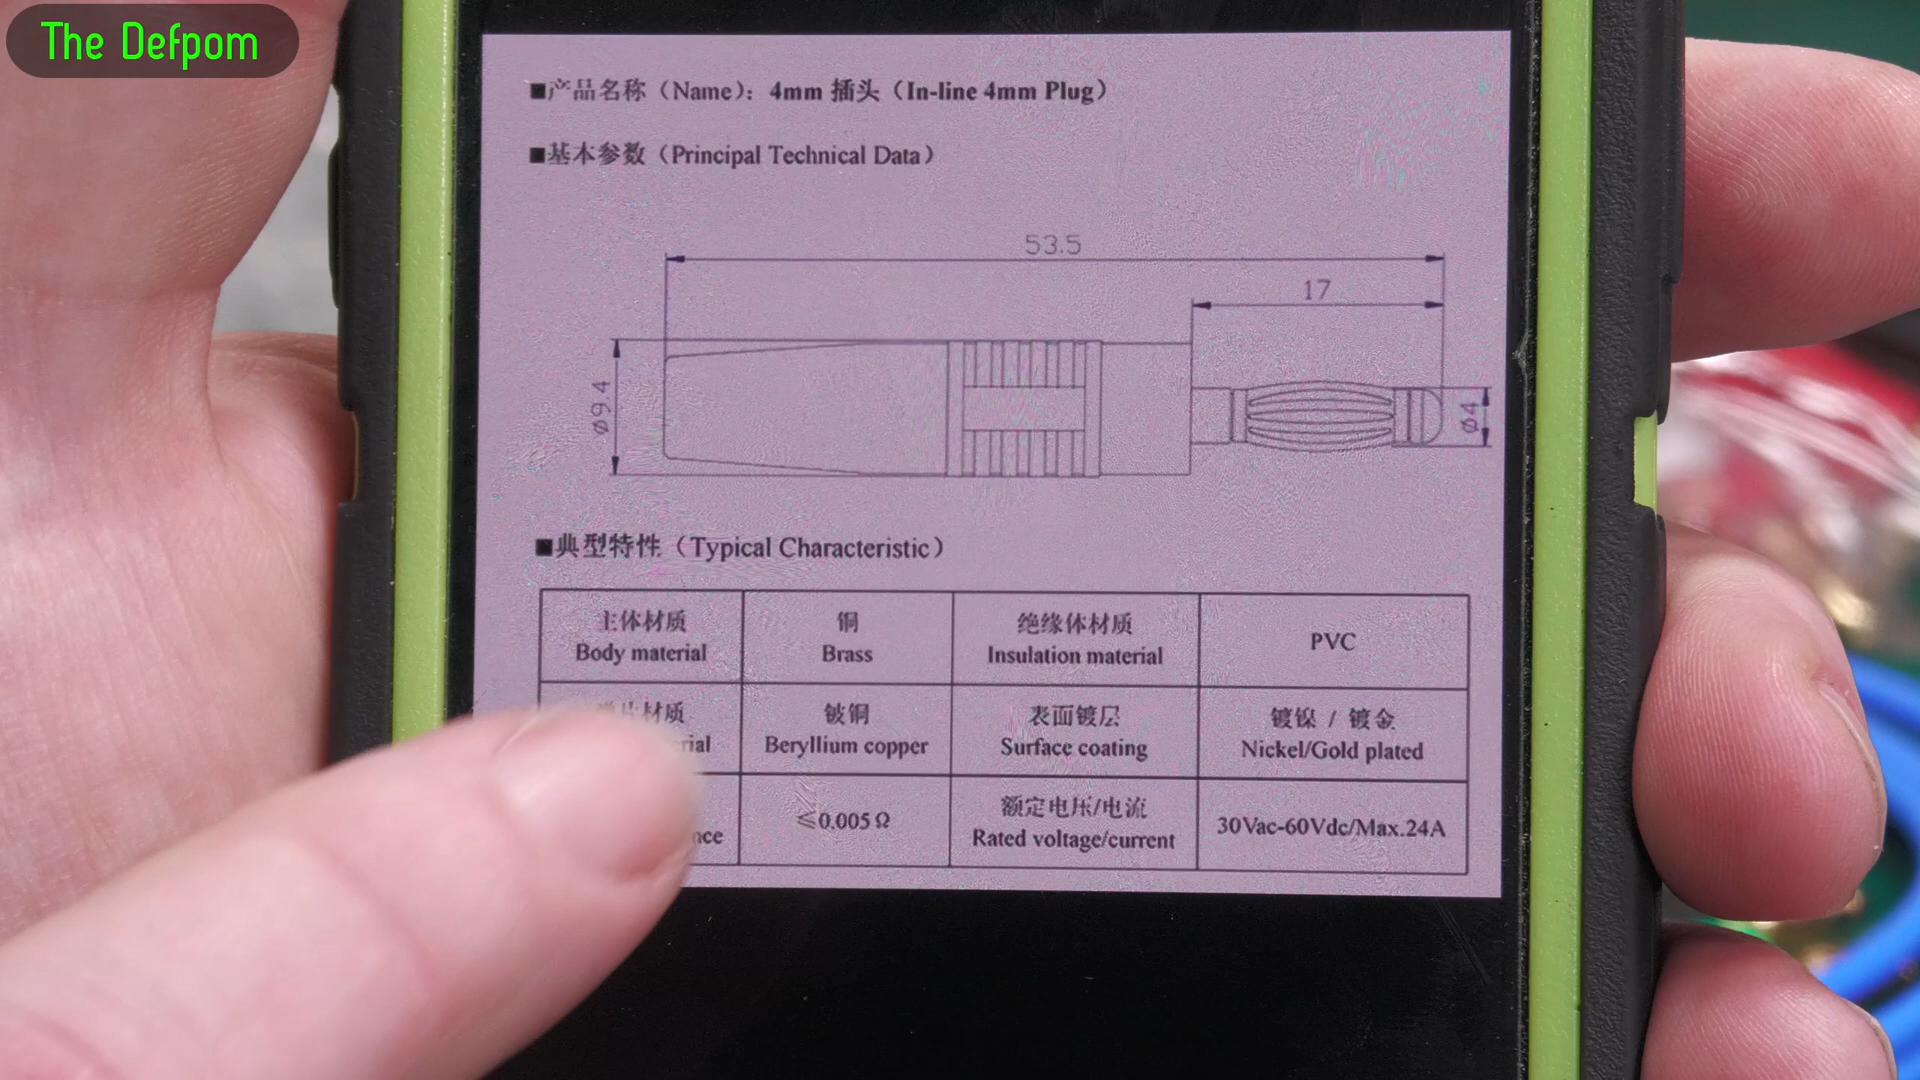 The Defpom
■产品名称（Name）：4mm 插头（In-line 4mm Plug）
■基本参数（Principal Technical Data）
53.5
17
ø9.4
ø4
■典型特性（Typical Characteristic）
主体材质 铜 绝缘体材质 PVC
Body material Brass Insulation material
材质 铍铜 表面镀层 镀镍 / 镀金
Beryllium copper Surface coating Nickel/Gold plated
≤0.005Ω 额定电压/电流 30Vac-60Vdc/Max.24A
Rated voltage/current